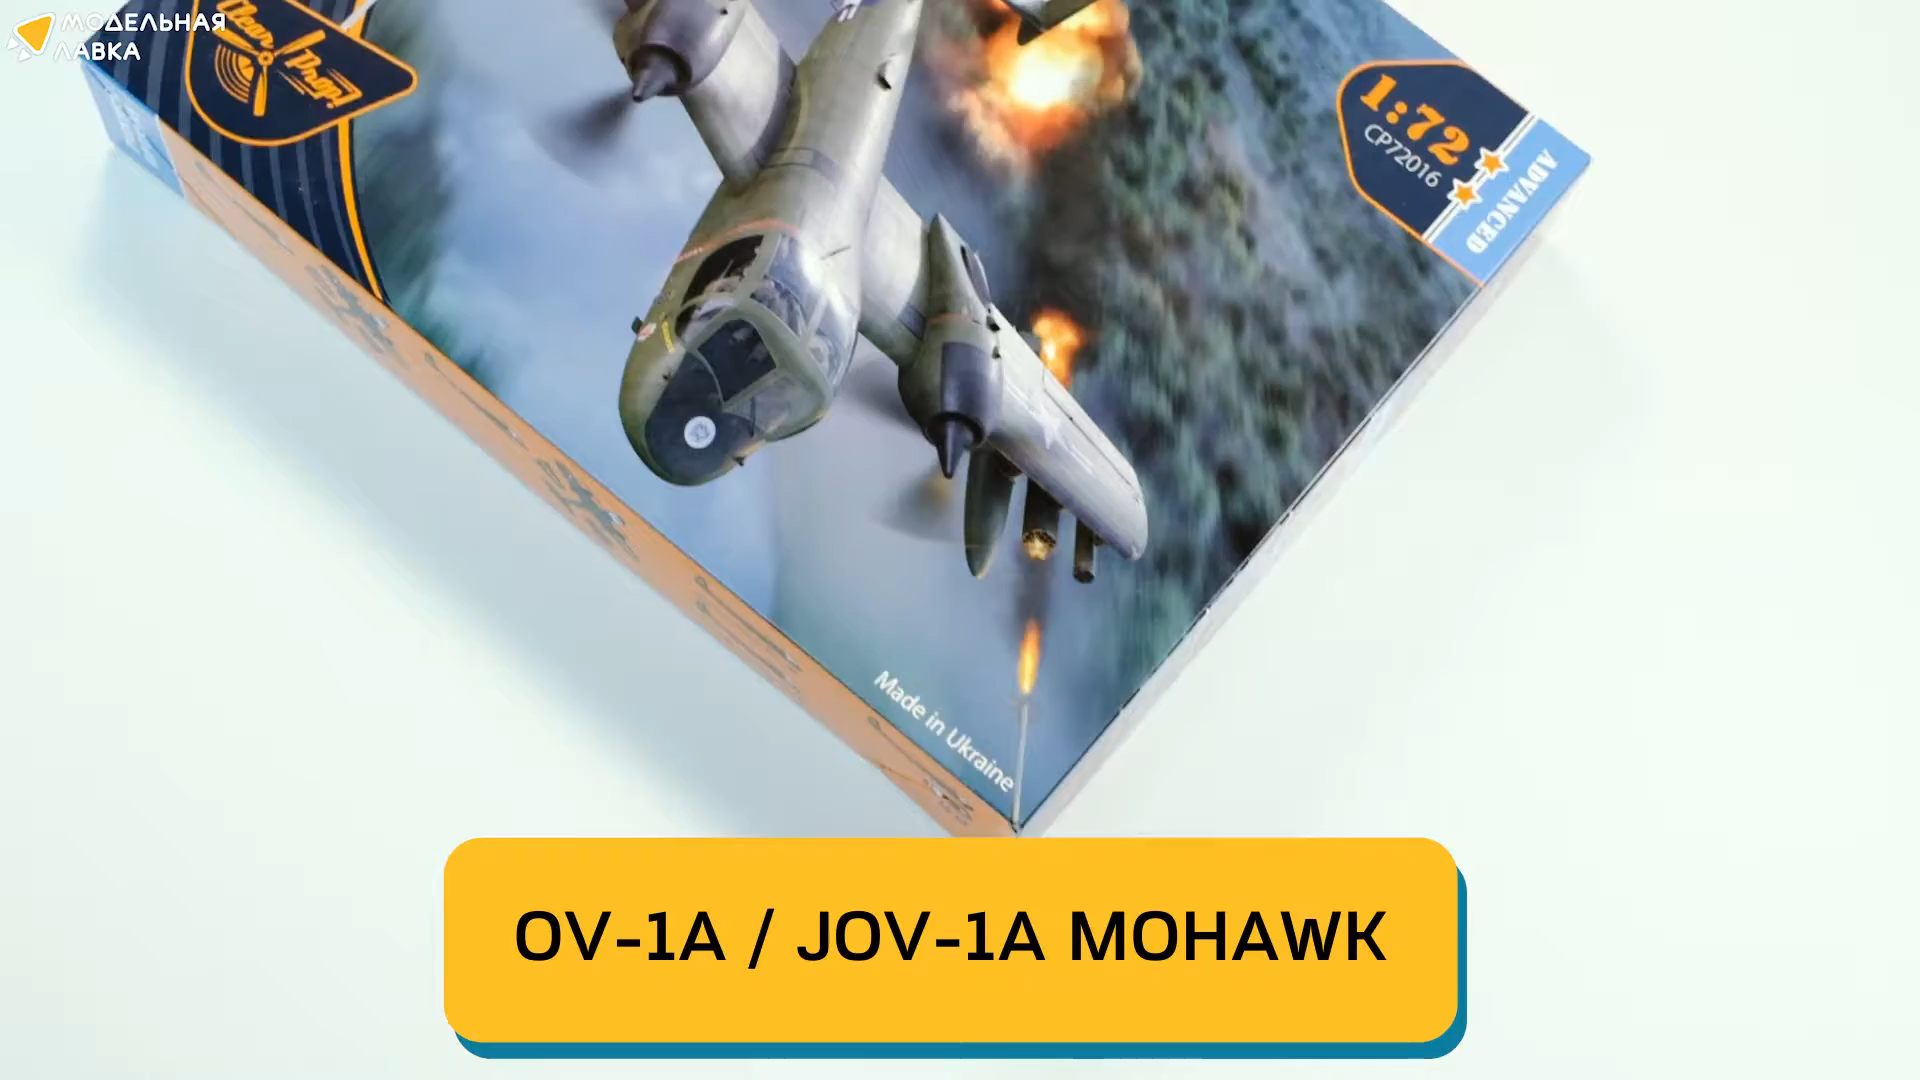 МОДЕЛЬНАЯ
ЛАВКА
Clear
Prop!
1:72
CP72016
ADVANCED
Made in Ukraine
OV-1A / JOV-1A MOHAWK